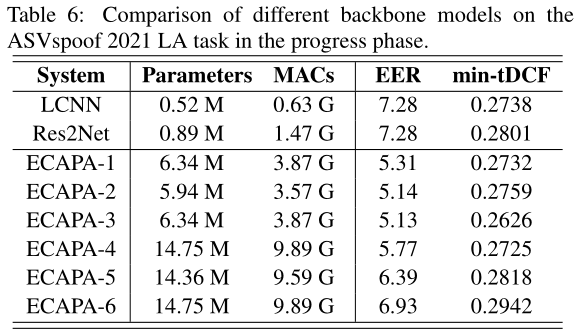 Table 6: Comparison of different backbone models on the
ASVspoof 2021 LA task in the progress phase.
System Parameters MACs EER min-tDCF
LCNN 0.52 M 0.63 G 7.28 0.2738
Res2Net 0.89 M 1.47 G 7.28 0.2801
ECAPA-1 6.34 M 3.87 G 5.31 0.2732
ECAPA-2 5.94 M 3.57 G 5.14 0.2759
ECAPA-3 6.34 M 3.87 G 5.13 0.2626
ECAPA-4 14.75 M 9.89 G 5.77 0.2725
ECAPA-5 14.36 M 9.59 G 6.39 0.2818
ECAPA-6 14.75 M 9.89 G 6.93 0.2942